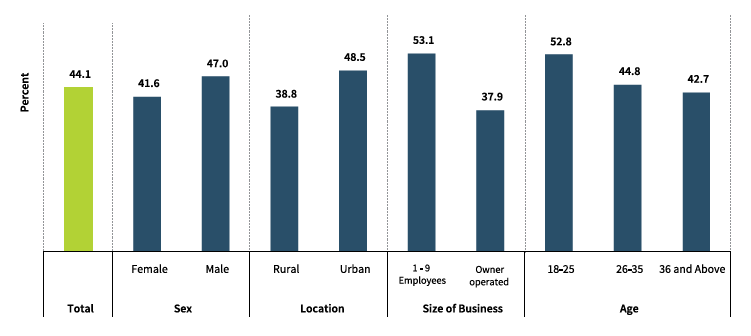 Percent
44.1
41.6
47.0
38.8
48.5
53.1
37.9
52.8
44.8
42.7
Female
Male
Rural
Urban
1 - 9
Employees
Owner
operated
18-25
26-35
36 and Above
Total
Sex
Location
Size of Business
Age